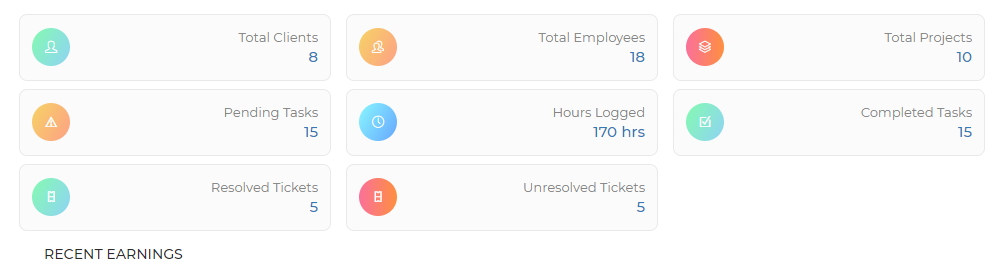 Total Clients
8
Total Employees
18
Total Projects
10
Pending Tasks
15
Hours Logged
170 hrs
Completed Tasks
15
Resolved Tickets
5
Unresolved Tickets
5
RECENT EARNINGS